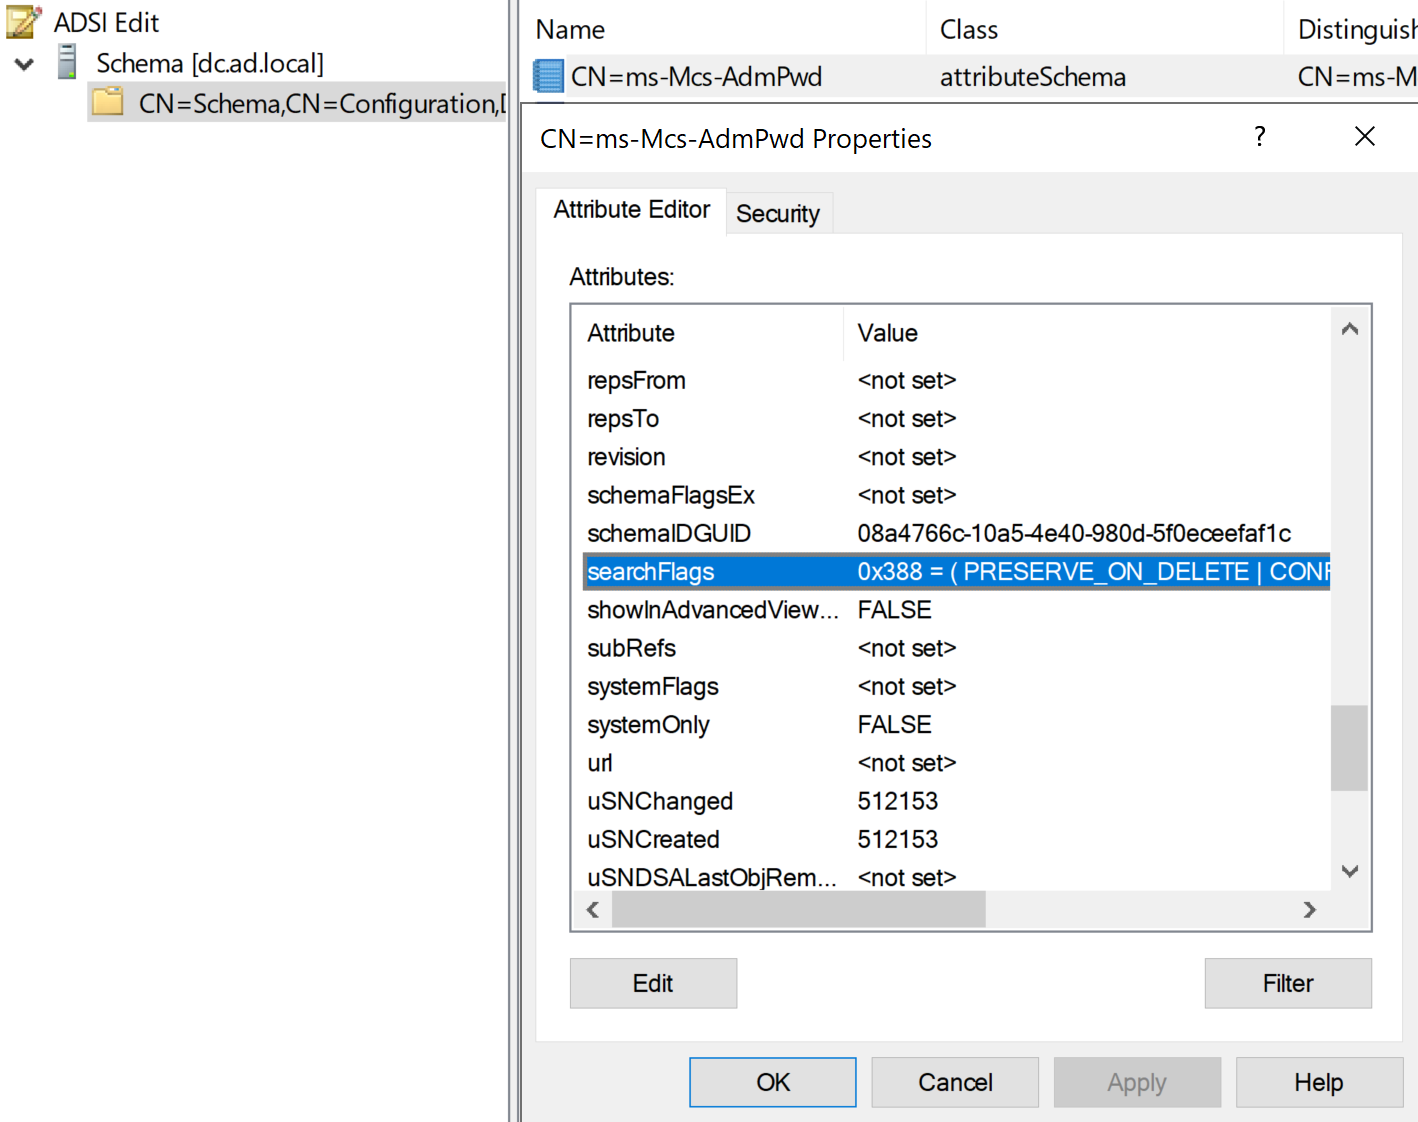 ADSI Edit
Schema [dc.ad.local]
CN=Schema,CN=Configuration,
Name Class Distinguish
CN=ms-Mcs-AdmPwd attributeSchema CN=ms-M
CN=ms-Mcs-AdmPwd Properties ?
Attribute Editor Security
Attributes:
Attribute Value
repsFrom <not set>
repsTo <not set>
revision <not set>
schemaFlagsEx <not set>
schemaIDGUID 08a4766c-10a5-4e40-980d-5f0eceefaf1c
searchFlags 0x388 = ( PRESERVE_ON_DELETE | CONF
showInAdvancedView... FALSE
subRefs <not set>
systemFlags <not set>
systemOnly FALSE
url <not set>
uSNChanged 512153
uSNCreated 512153
uSNDSALastObjRem... <not set>
Edit Filter
OK Cancel Apply Help